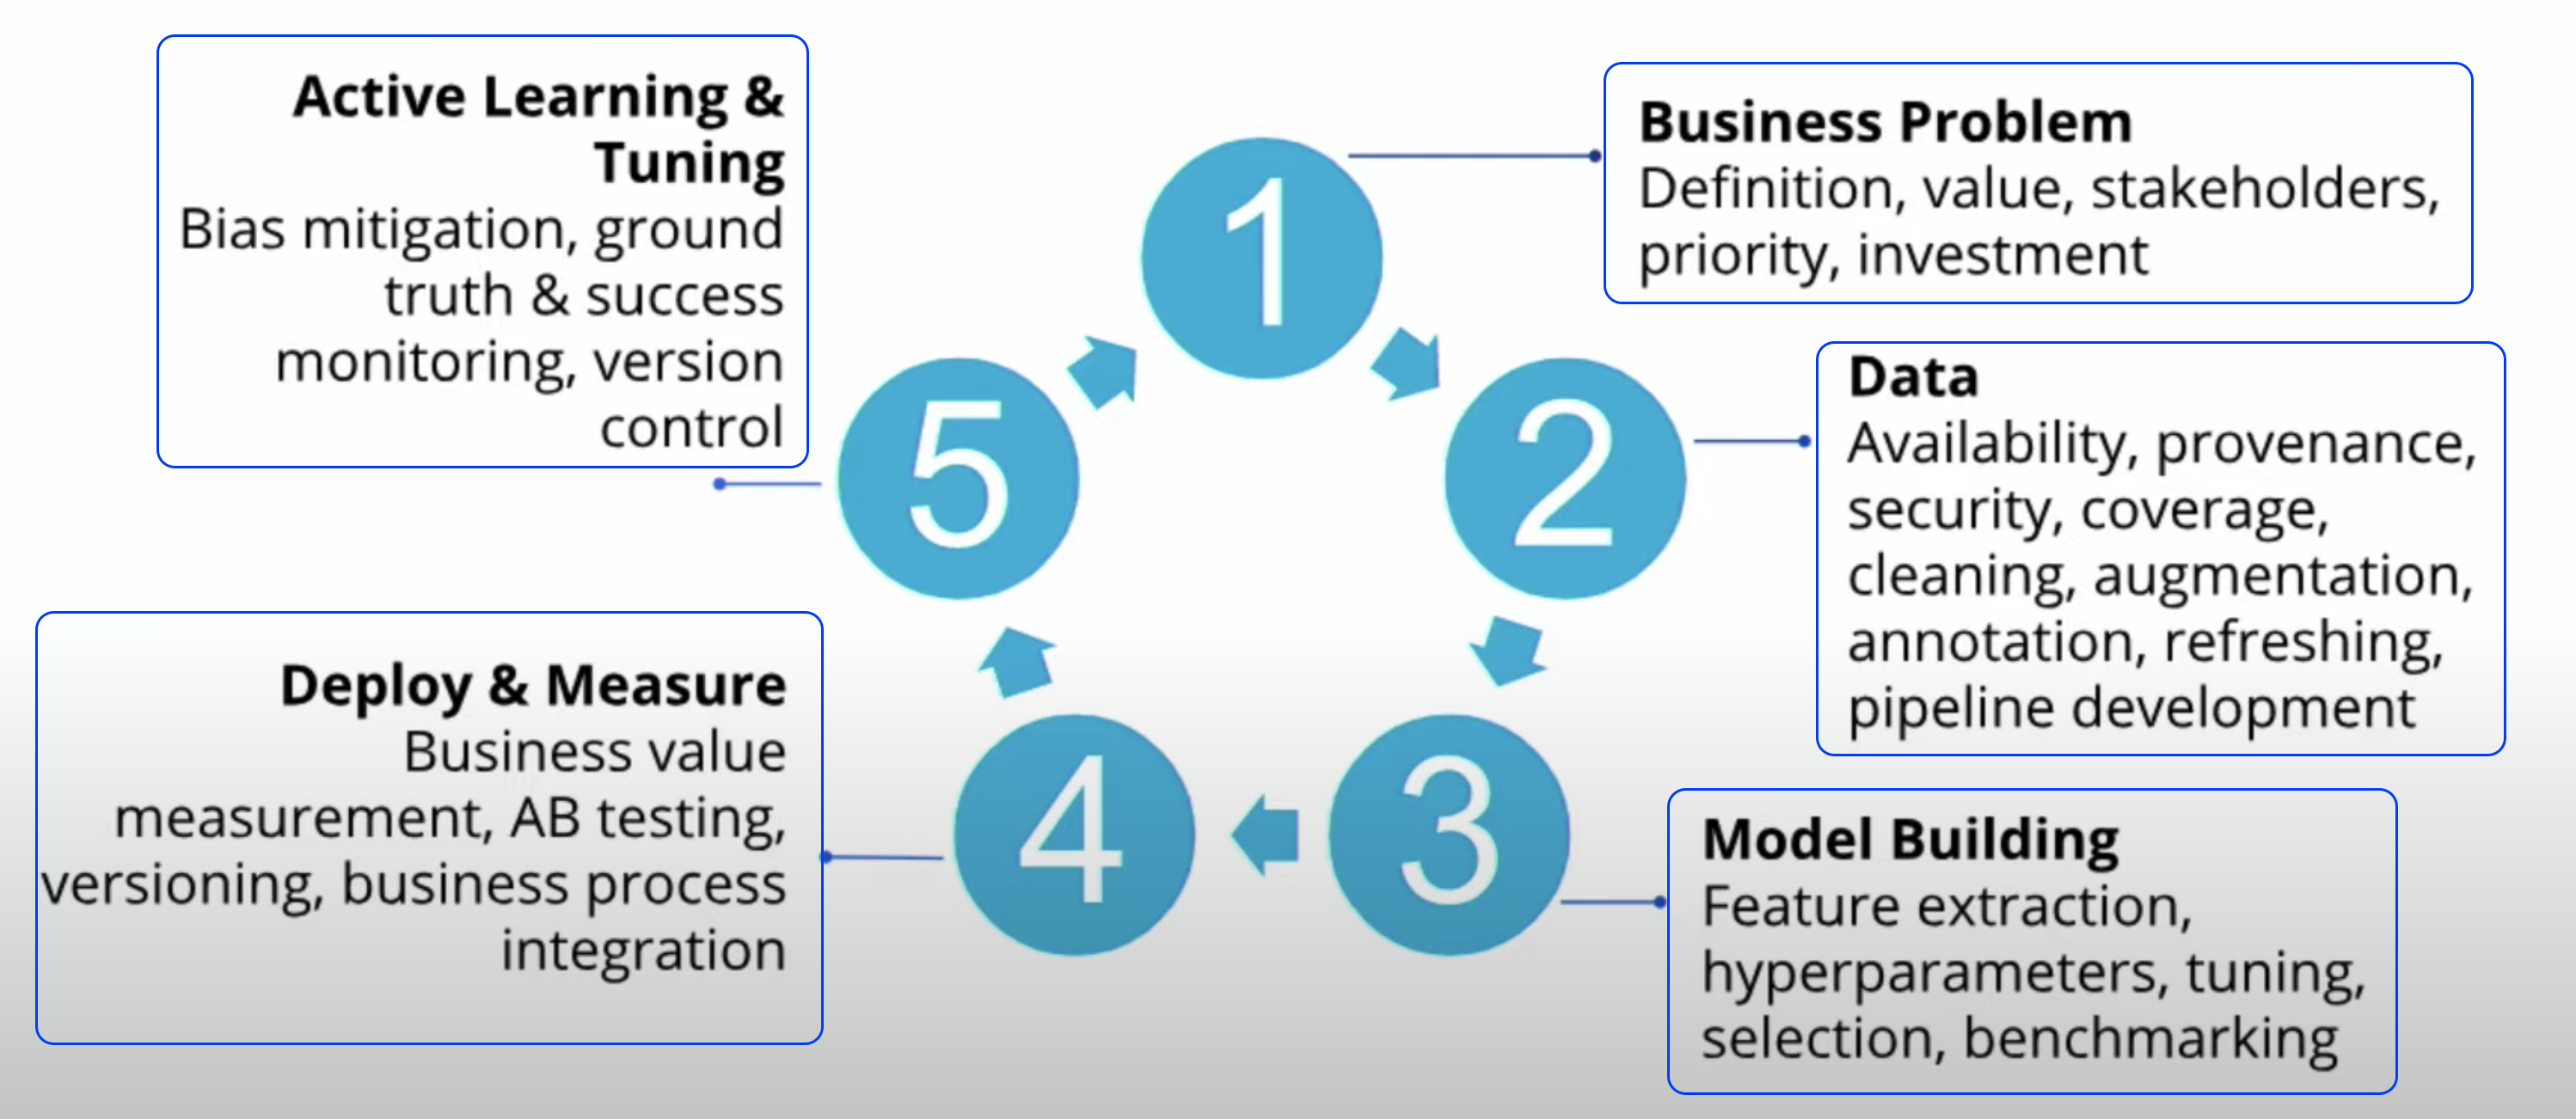 1
Business Problem
Definition, value, stakeholders,
priority, investment
2
Data
Availability, provenance,
security, coverage,
cleaning, augmentation,
annotation, refreshing,
pipeline development
3
Model Building
Feature extraction,
hyperparameters, tuning,
selection, benchmarking
4
Deploy & Measure
Business value
measurement, AB testing,
versioning, business process
integration
5
Active Learning &
Tuning
Bias mitigation, ground
truth & success
monitoring, version
control